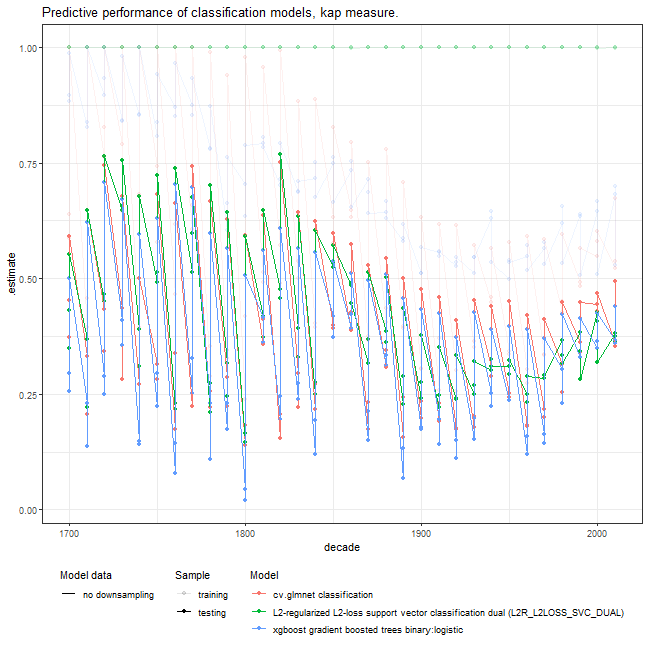 Predictive performance of classification models, kap measure.
1.00
0.75
0.50
0.25
0.00
.estimate
1700
1800
1900
2000
decade
Model data
no downsampling
Sample
training
testing
Model
cv.glmnet classification
L2-regularized L2-loss support vector classification dual (L2R_L2LOSS_SVC_DUAL)
xgboost gradient boosted trees binary:logistic